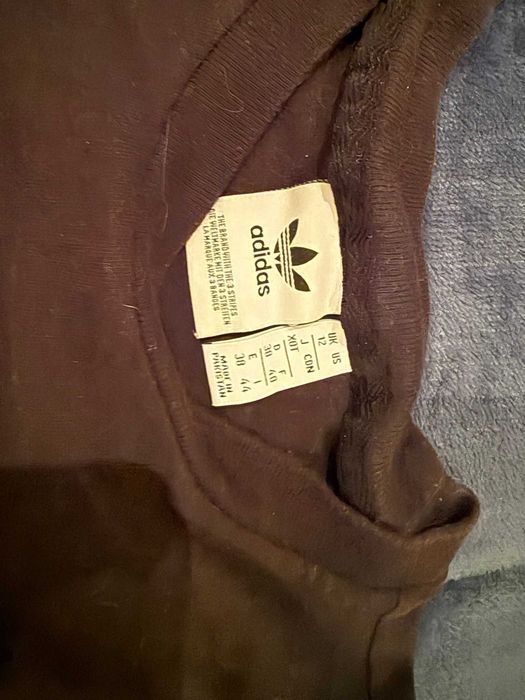 adidas
THE BRAND WITH THE 3 STRIPES
DIE WELTMARKE MIT DEN 3 STREIFEN
LA MARQUE AUX 3 BANDES
UK US
12
J CDN
XOT
D F
38 40
E I
38 44
MADE IN
PAKISTAN